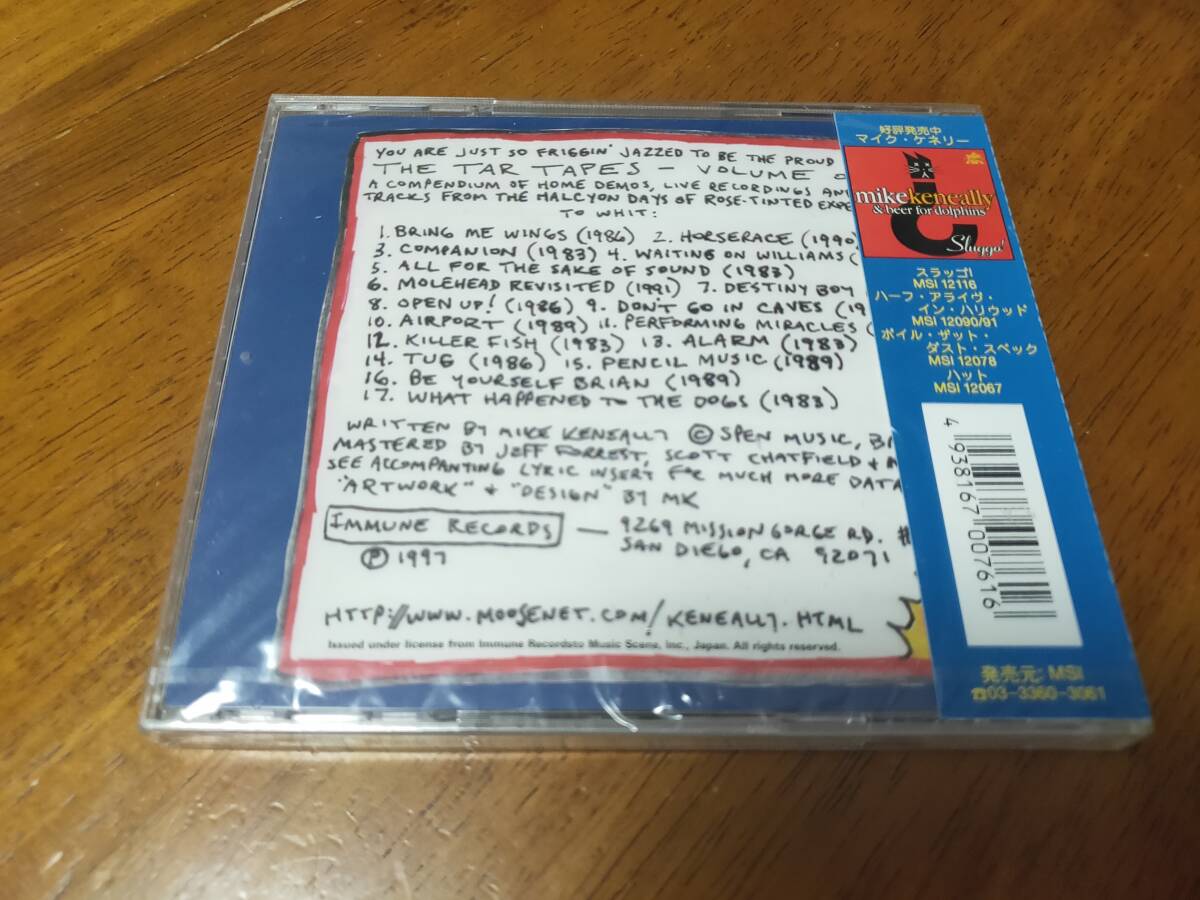 YOU ARE JUST SO FRIGGIN' JAZZED TO BE THE PROUD
THE TAR TAPES - VOLUME
A COMPENDIUM OF HOME DEMOS, LIVE RECORDINGS AND
TRACKS FROM THE HALCYON DAYS OF ROSE-TINTED
TO WHIT:
1. BRING ME WINGS (1986) 2. HORSERACE (1990)
3. COMPANION (1983) 4. WAITING ON WILLIAMS (
5. ALL FOR THE SAKE OF SOUND (1983)
6. MOLEHEAD REVISITED (1991) 7. DESTINY BOY
8. OPEN UP! (1986) 9. DON'T GO IN CAVES (19
10. AIRPORT (1989) 11. PERFORMING MIRACLES (
12. KILLER FISH (1983) 13. ALARM (1983)
14. TUG (1986) 15. PENCIL MUSIC (1989)
16. BE YOURSELF BRIAN (1989)
17. WHAT HAPPENED TO THE DOGS (1983)
WRITTEN BY MIKE KENEALLY © SPEN MUSIC,
MASTERED BY JEFF FORREST, SCOTT CHATFIELD +
SEE ACCOMPANYING LYRIC INSERT FOR MUCH MORE DATA
"ARTWORK" + "DESIGN" BY MK
IMMUNE RECORDS — 9269 MISSION GORGE RD. #
SAN DIEGO, CA 92071
℗ 1997
HTTP://WWW.MOOSENET.COM/KENEALLY.HTML
Issued under license from Immune Recordsto Music Scene, Inc., Japan. All rights reserved.
好評発売中
マイク・ケネリー
mikekeneally
& beer for dolphins
Sluggo!
スラッゴ!
MSI 12116
ハーフ・アライヴ・
イン・ハリウッド
MSI 12090/91
ボイル・ザット・
ダスト・スペック
MSI 12078
ハット
MSI 12067
4 938167 007616
発売元: MSI
☎03-3360-3061